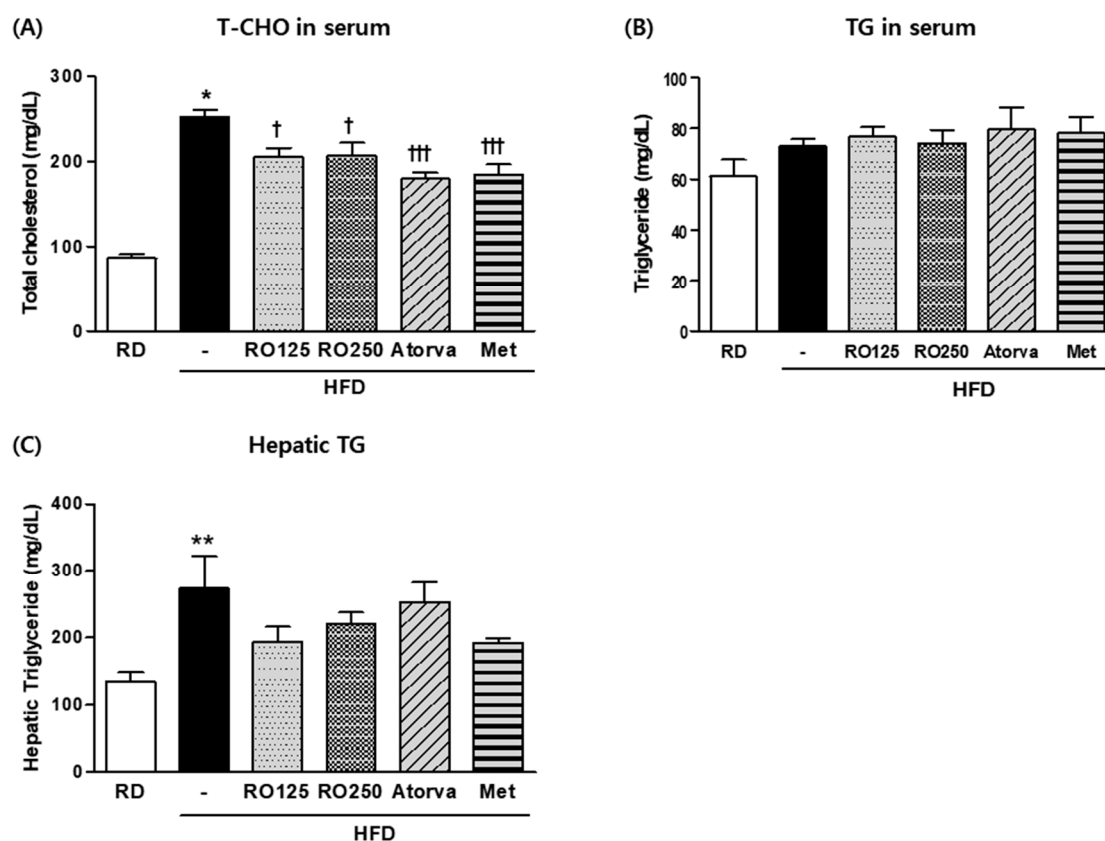 (A) T-CHO in serum
Total cholesterol (mg/dL)
300
200
100
0
*
†
†
†††
†††
RD - RO125 RO250 Atorva Met
HFD
(B) TG in serum
Triglyceride (mg/dL)
100
80
60
40
20
0
RD - RO125 RO250 Atorva Met
HFD
(C) Hepatic TG
Hepatic Triglyceride (mg/dL)
400
300
200
100
0
**
RD - RO125 RO250 Atorva Met
HFD